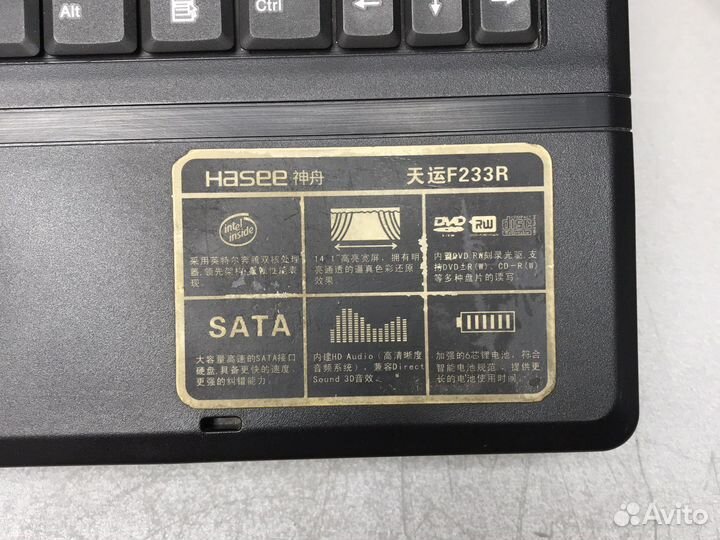 Alt
Ctrl
Hasee 神舟
天运F233R
intel inside
采用英特尔奔腾双核处理
器,领先架构,直躺性能表
现。
14.1"高亮宽屏,拥有明
亮通透的逼真色彩还原
效果
DVD RW disc
内置DVD RW刻录光驱,支
持DVD±R(W)、CD-R(W)
等多种盘片的读写.
SATA
大容量高速的SATA接口
硬盘,具备更快的速度,
更强的纠错能力.
内建HD Audio(高清晰度
音频系统),兼容Direct
Sound 3D音效.
加强的6芯锂电池,符合
智能电池规范,提供更
长的电池使用时间.
Avito